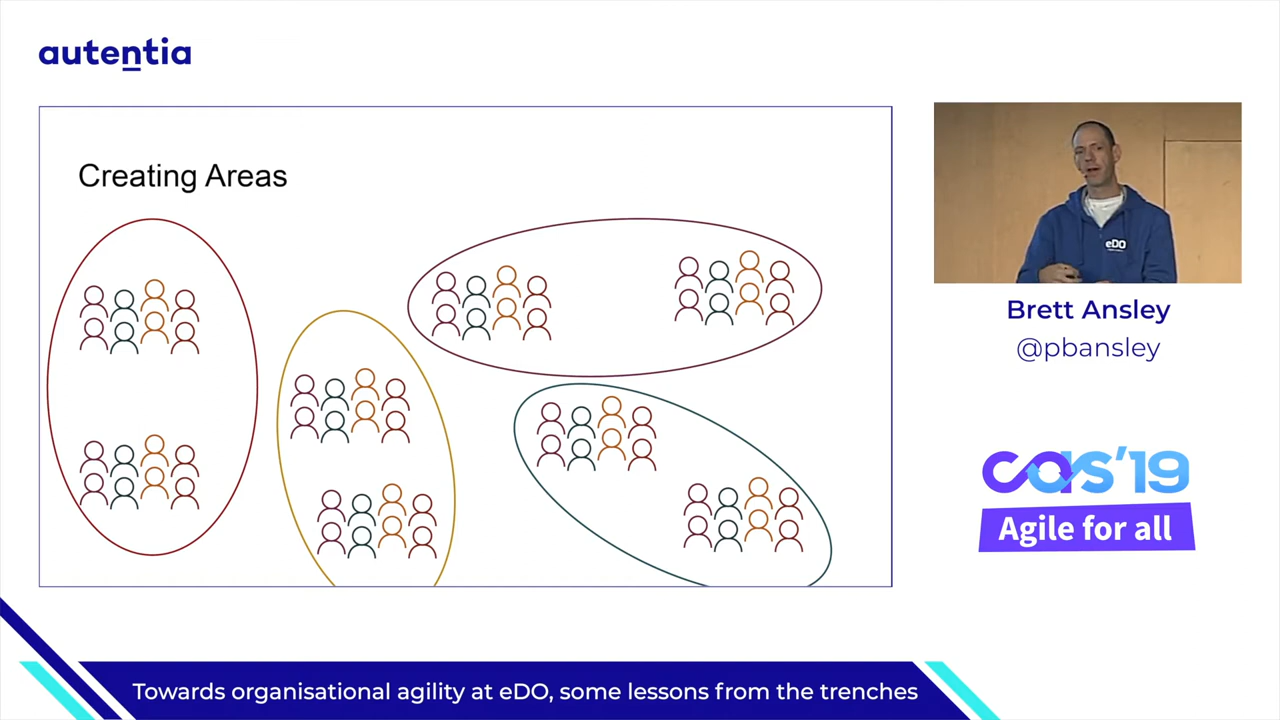 autentia
Creating Areas
eDO
Brett Ansley
@pbansley
cas'19
Agile for all
Towards organisational agility at eDO, some lessons from the trenches